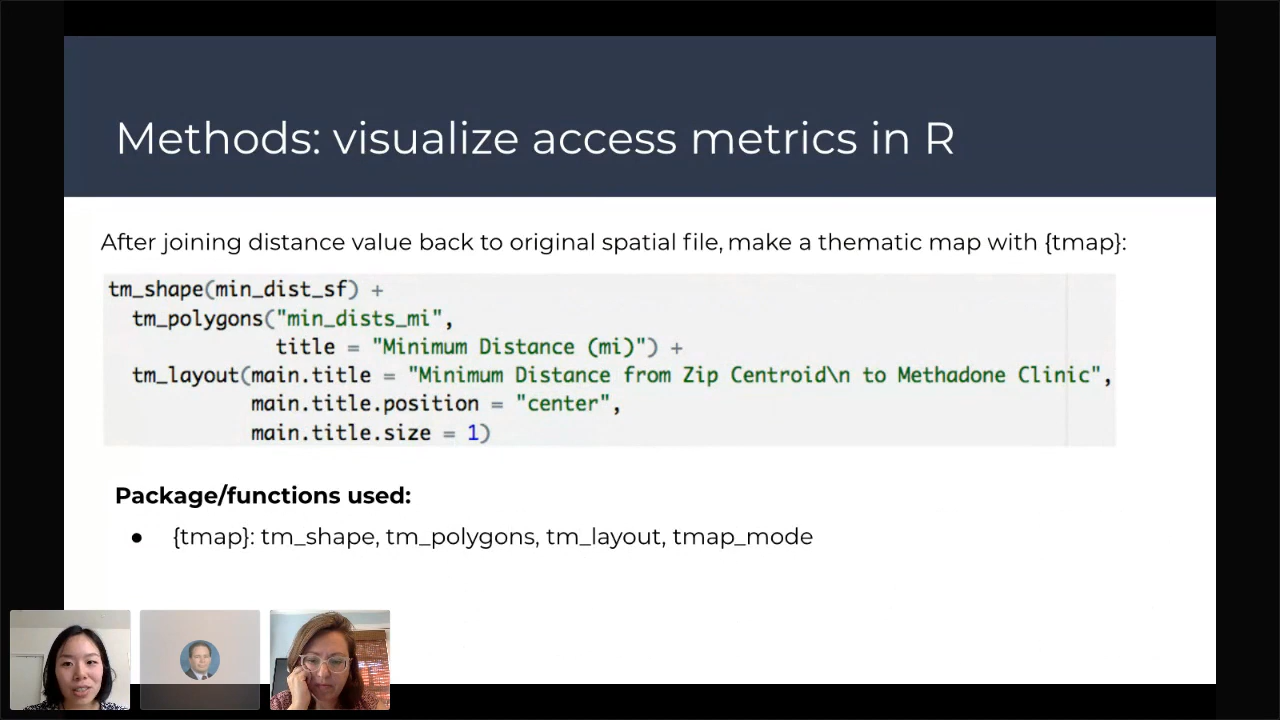 Methods: visualize access metrics in R
After joining distance value back to original spatial file, make a thematic map with {tmap}:
tm_shape(min_dist_sf) +
tm_polygons("min_dists_mi",
title = "Minimum Distance (mi)") +
tm_layout(main.title = "Minimum Distance from Zip Centroid\n to Methadone Clinic",
main.title.position = "center",
main.title.size = 1)
Package/functions used:
● {tmap}: tm_shape, tm_polygons, tm_layout, tmap_mode